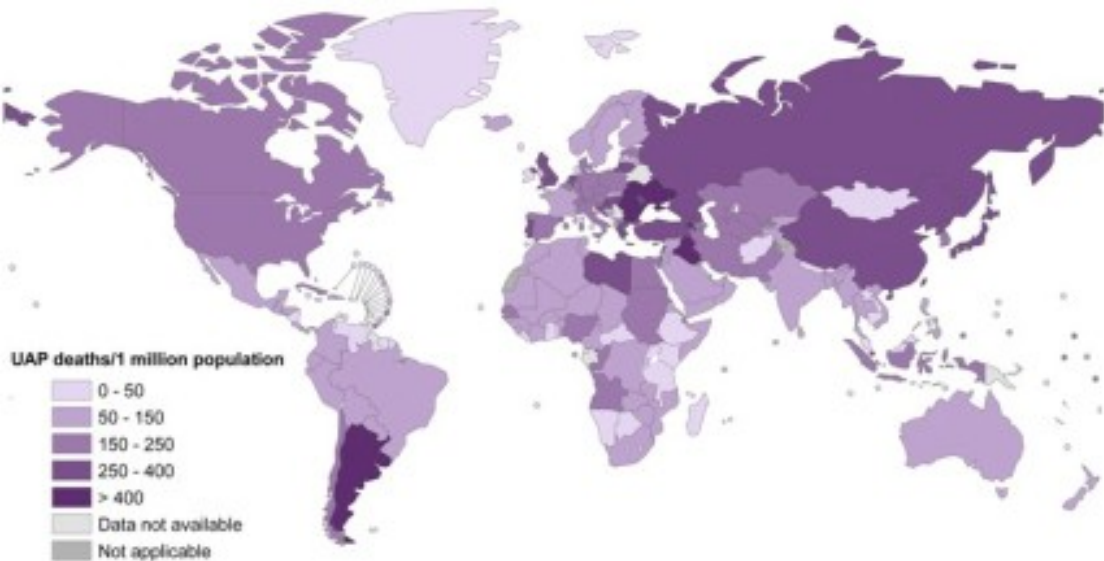 UAP deaths/1 million population
0 - 50
50 - 150
150 - 250
250 - 400
> 400
Data not available
Not applicable